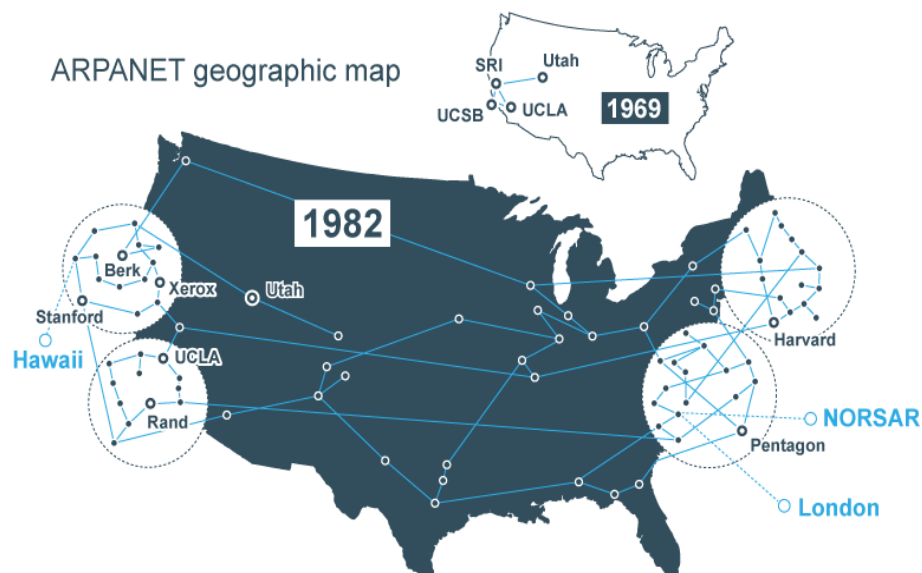 ARPANET geographic map
SRI
Utah
UCSB
UCLA
1969
1982
Berk
Xerox
Utah
Stanford
Hawaii
UCLA
Rand
Harvard
NORSAR
Pentagon
London